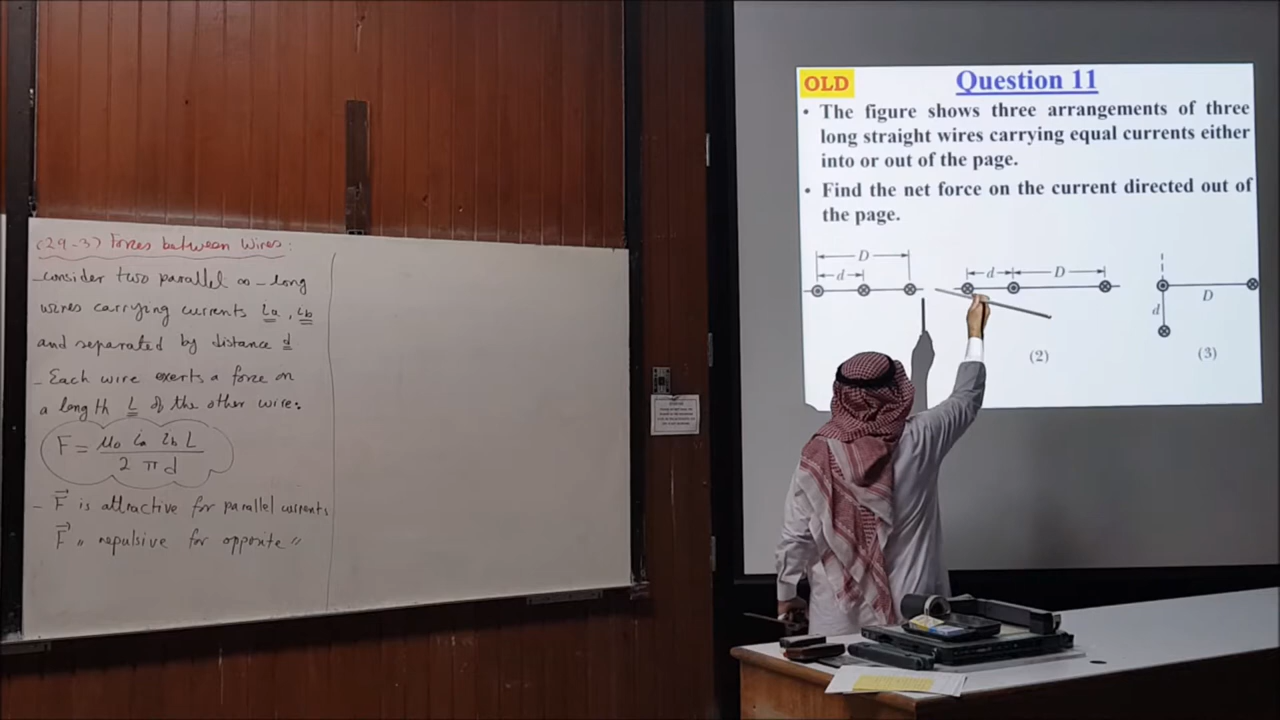 (29-3) Forces between Wires:
-consider two parallel ∞-long
wires carrying currents ia, ib
and separated by distance d
- Each wire exerts a force on
a length L of the other wire.
F = μ0 ia ib L / 2 π d
- F⃗ is attractive for parallel currents
F⃗ " repulsive for opposite "
OLD
Question 11
• The figure shows three arrangements of three
long straight wires carrying equal currents either
into or out of the page.
• Find the net force on the current directed out of
the page.
D
d
d D
(2)
d
D
(3)